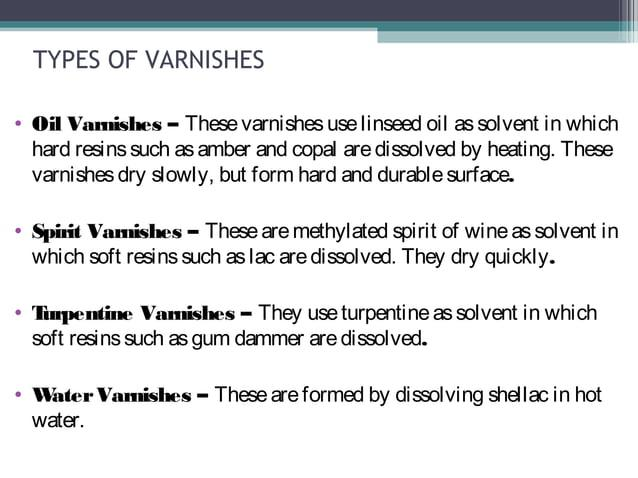 TYPES OF VARNISHES
• Oil Varnishes – These varnishes use linseed oil as solvent in which
hard resins such as amber and copal are dissolved by heating. These
varnishes dry slowly, but form hard and durable surface.
• Spirit Varnishes – These are methylated spirit of wine as solvent in
which soft resins such as lac are dissolved. They dry quickly.
• Turpentine Varnishes – They use turpentine as solvent in which
soft resins such as gum dammer are dissolved.
• Water Varnishes – These are formed by dissolving shellac in hot
water.